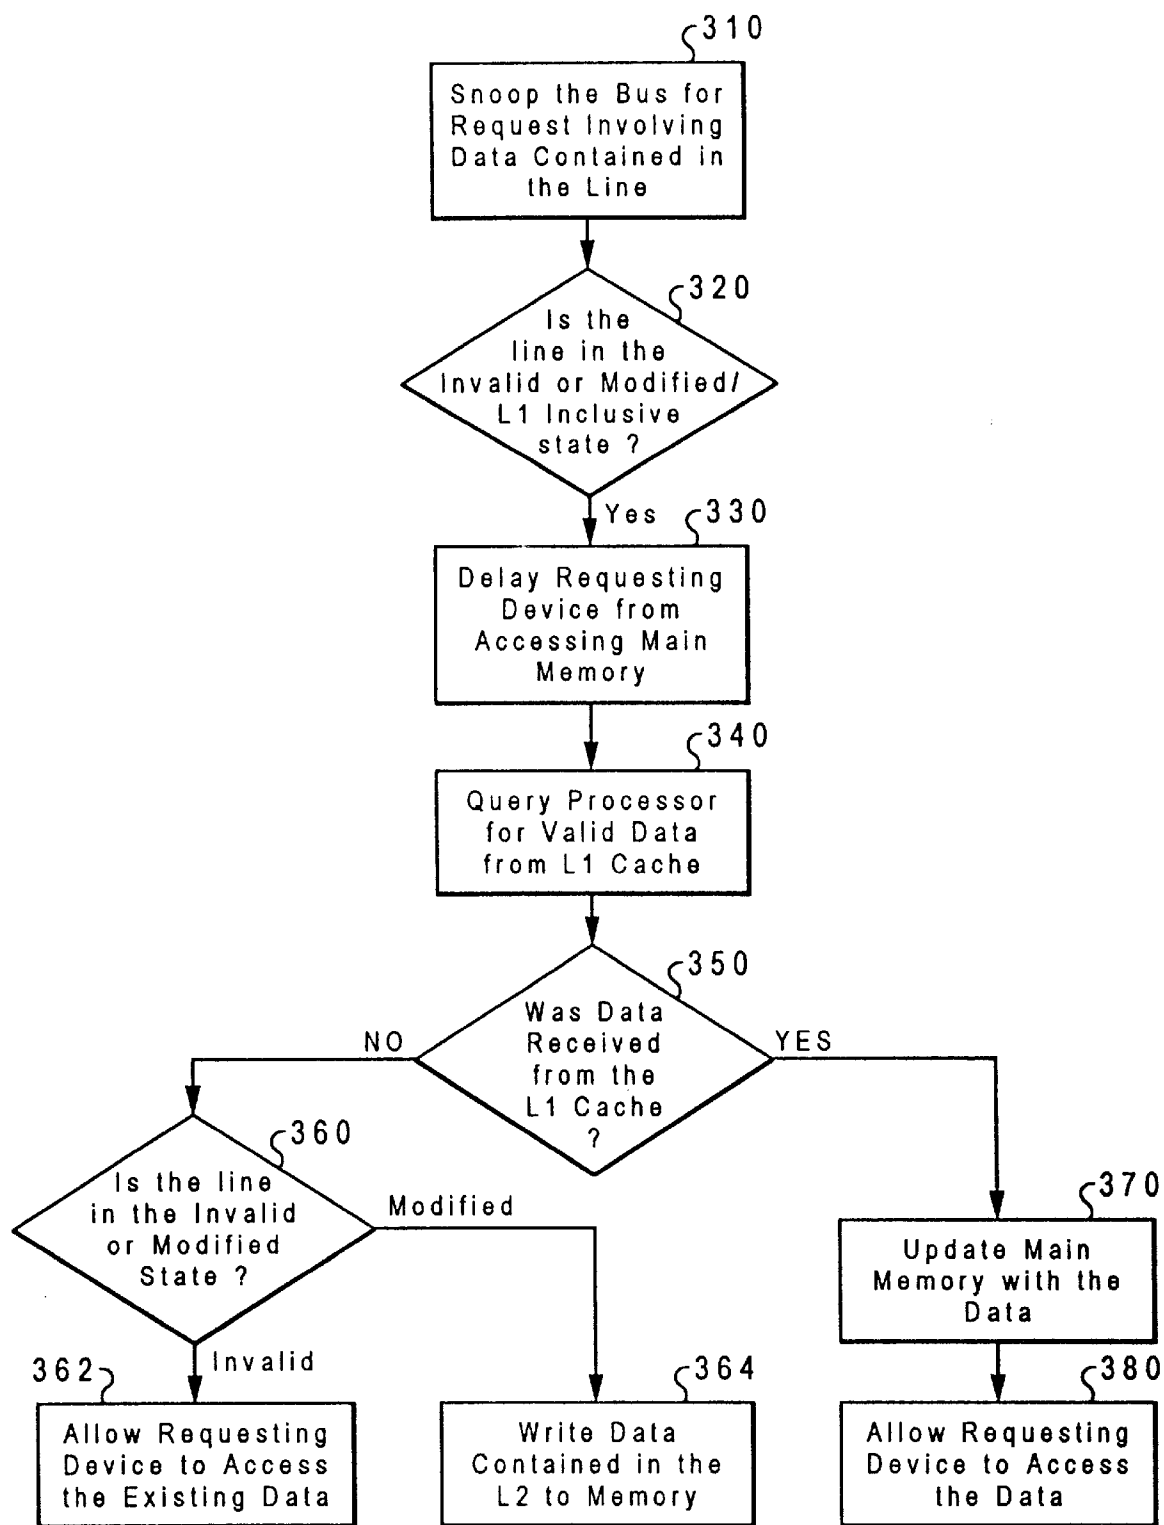 310
Snoop the Bus for
Request Involving
Data Contained in
the Line
320
Is the
line in the
Invalid or Modified/
L1 Inclusive
state ?
Yes
330
Delay Requesting
Device from
Accessing Main
Memory
340
Query Processor
for Valid Data
from L1 Cache
350
Was Data
Received
from the
L1 Cache
?
NO
YES
360
Is the line
in the Invalid
or Modified
State ?
Modified
Invalid
370
Update Main
Memory with the
Data
362
Allow Requesting
Device to Access
the Existing Data
364
Write Data
Contained in the
L2 to Memory
380
Allow Requesting
Device to Access
the Data